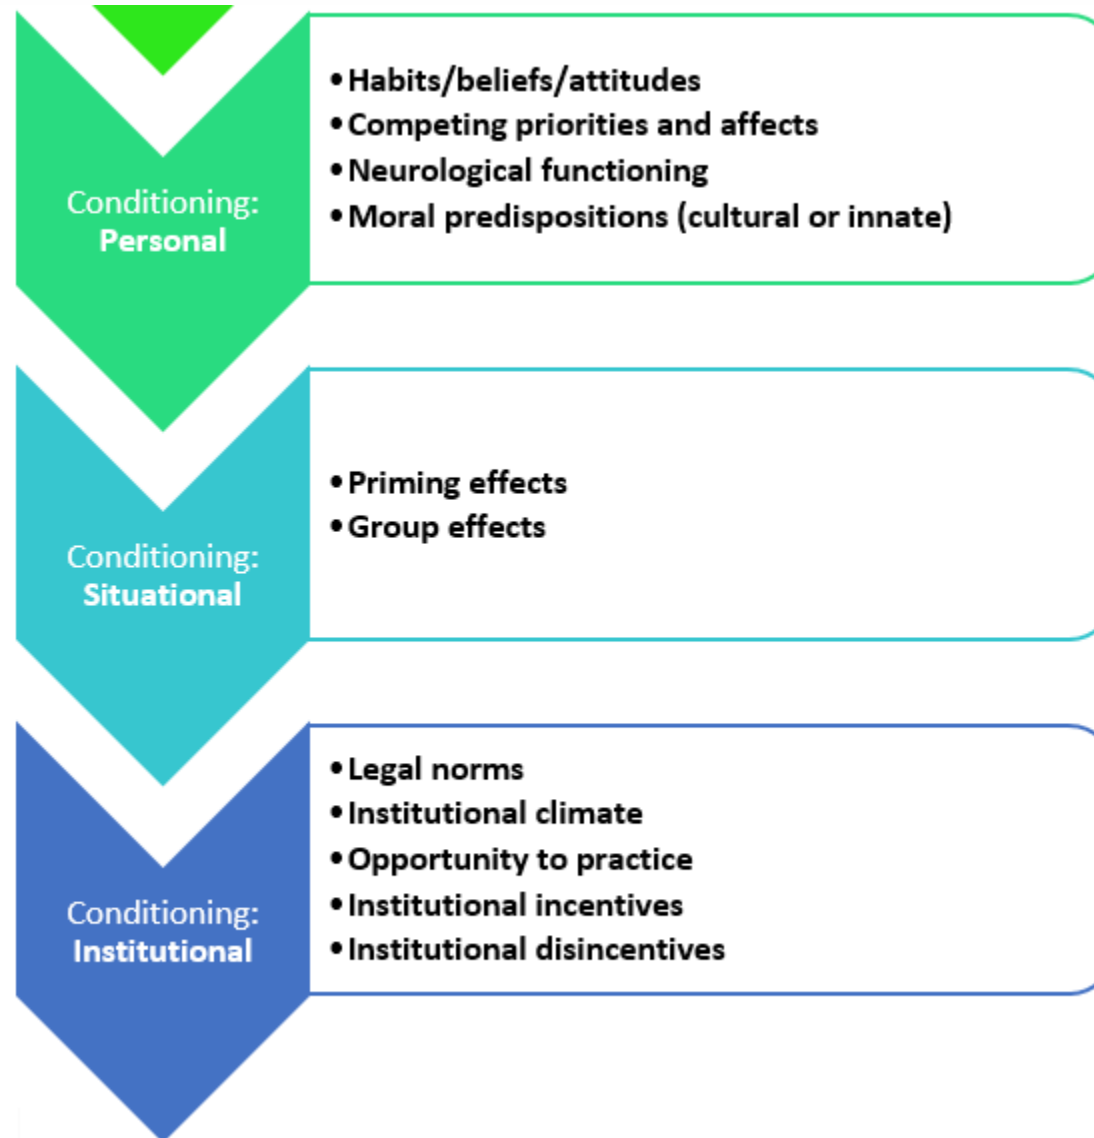 Conditioning:
Personal
•Habits/beliefs/attitudes
•Competing priorities and affects
•Neurological functioning
•Moral predispositions (cultural or innate)
Conditioning:
Situational
•Priming effects
•Group effects
Conditioning:
Institutional
•Legal norms
•Institutional climate
•Opportunity to practice
•Institutional incentives
•Institutional disincentives